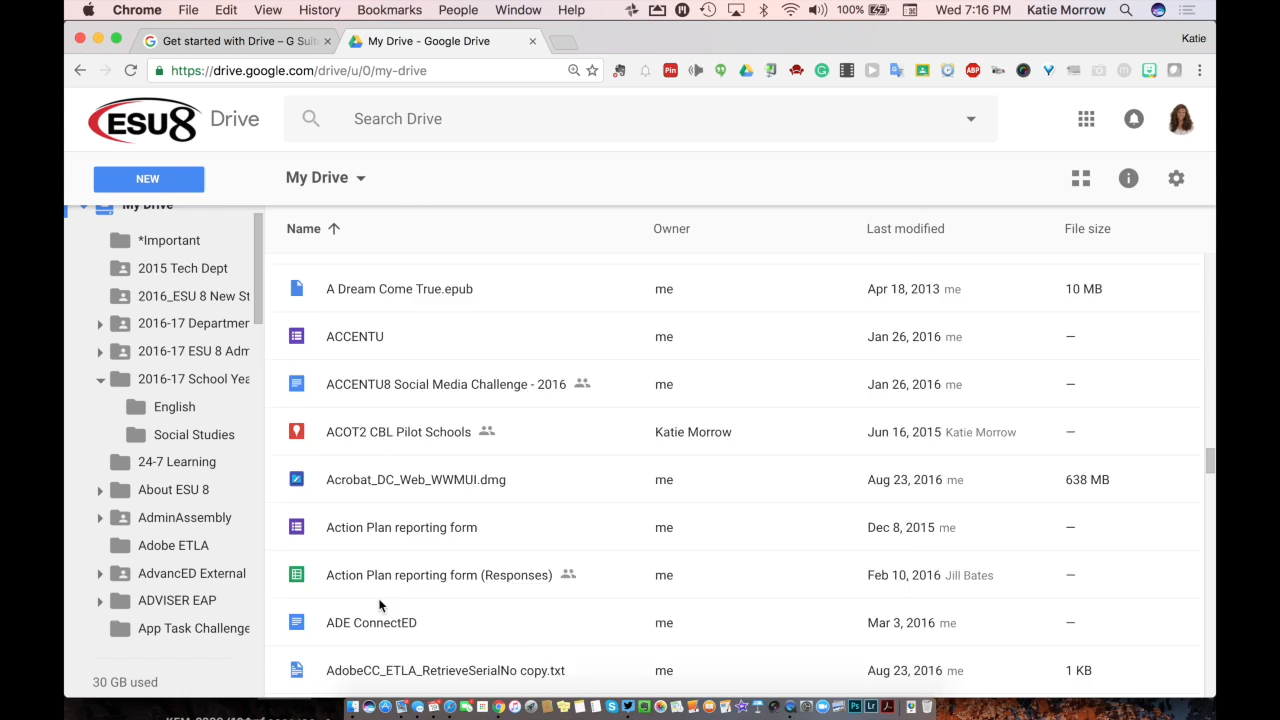 Chrome File Edit View History Bookmarks People Window Help 100% Wed 7:16 PM Katie Morrow
Get started with Drive – G Suit My Drive - Google Drive Katie
https://drive.google.com/drive/u/0/my-drive Pin ABP
ESU8 Drive Search Drive
NEW My Drive
My Drive
Name Owner Last modified File size
*Important
2015 Tech Dept
2016_ESU 8 New St
2016-17 Departmer
2016-17 ESU 8 Adm
2016-17 School Yea
English
Social Studies
24-7 Learning
About ESU 8
AdminAssembly
Adobe ETLA
AdvancED External
ADVISER EAP
App Task Challenge
30 GB used
A Dream Come True.epub me Apr 18, 2013 me 10 MB
ACCENTU me Jan 26, 2016 me —
ACCENTU8 Social Media Challenge - 2016 me Jan 26, 2016 me —
ACOT2 CBL Pilot Schools Katie Morrow Jun 16, 2015 Katie Morrow —
Acrobat_DC_Web_WWMUI.dmg me Aug 23, 2016 me 638 MB
Action Plan reporting form me Dec 8, 2015 me —
Action Plan reporting form (Responses) me Feb 10, 2016 Jill Bates —
ADE ConnectED me Mar 3, 2016 me —
AdobeCC_ETLA_RetrieveSerialNo copy.txt me Aug 23, 2016 me 1 KB
Ps Lr